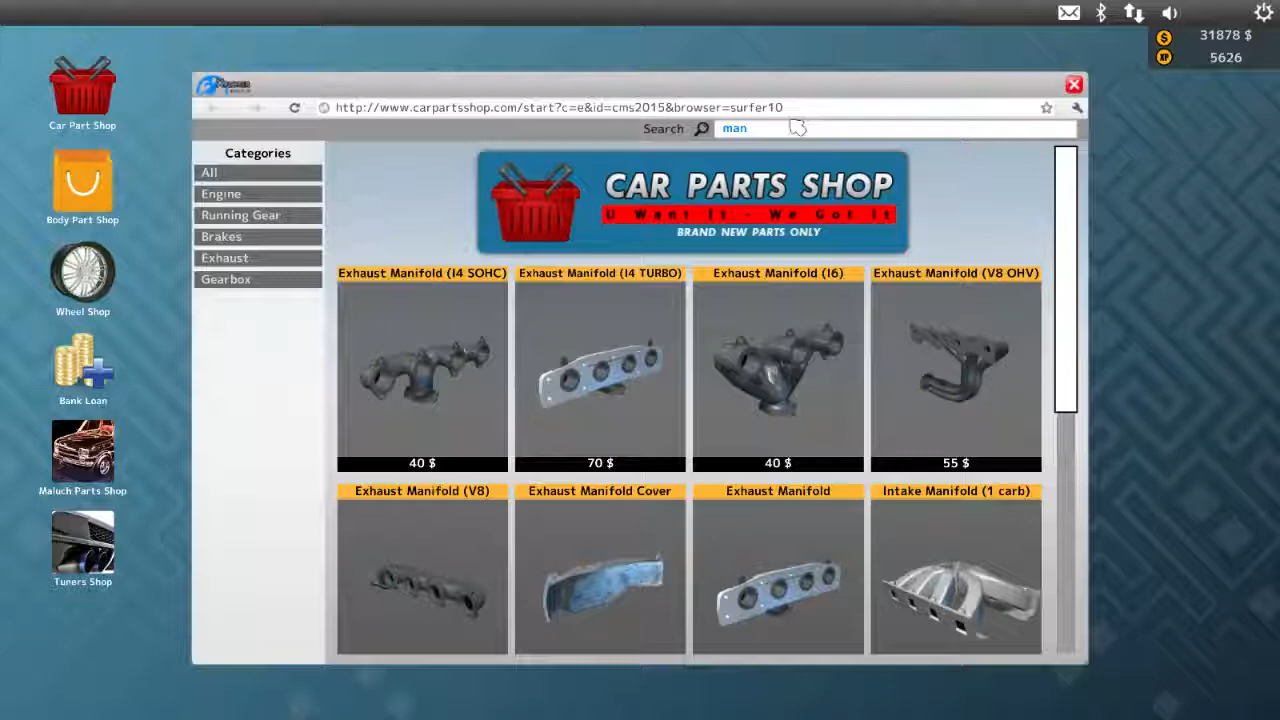 31878 $
5626
Car Part Shop
Body Part Shop
Wheel Shop
Bank Loan
Maluch Parts Shop
Tuners Shop
http://www.carpartsshop.com/start?c=e&id=cms2015&browser=surfer10
Search man
Categories
All
Engine
Running Gear
Brakes
Exhaust
Gearbox
CAR PARTS SHOP
U Want It - We Got It
BRAND NEW PARTS ONLY
Exhaust Manifold (I4 SOHC) Exhaust Manifold (I4 TURBO) Exhaust Manifold (I6) Exhaust Manifold (V8 OHV)
40 $ 70 $ 40 $ 55 $
Exhaust Manifold (V8) Exhaust Manifold Cover Exhaust Manifold Intake Manifold (1 carb)